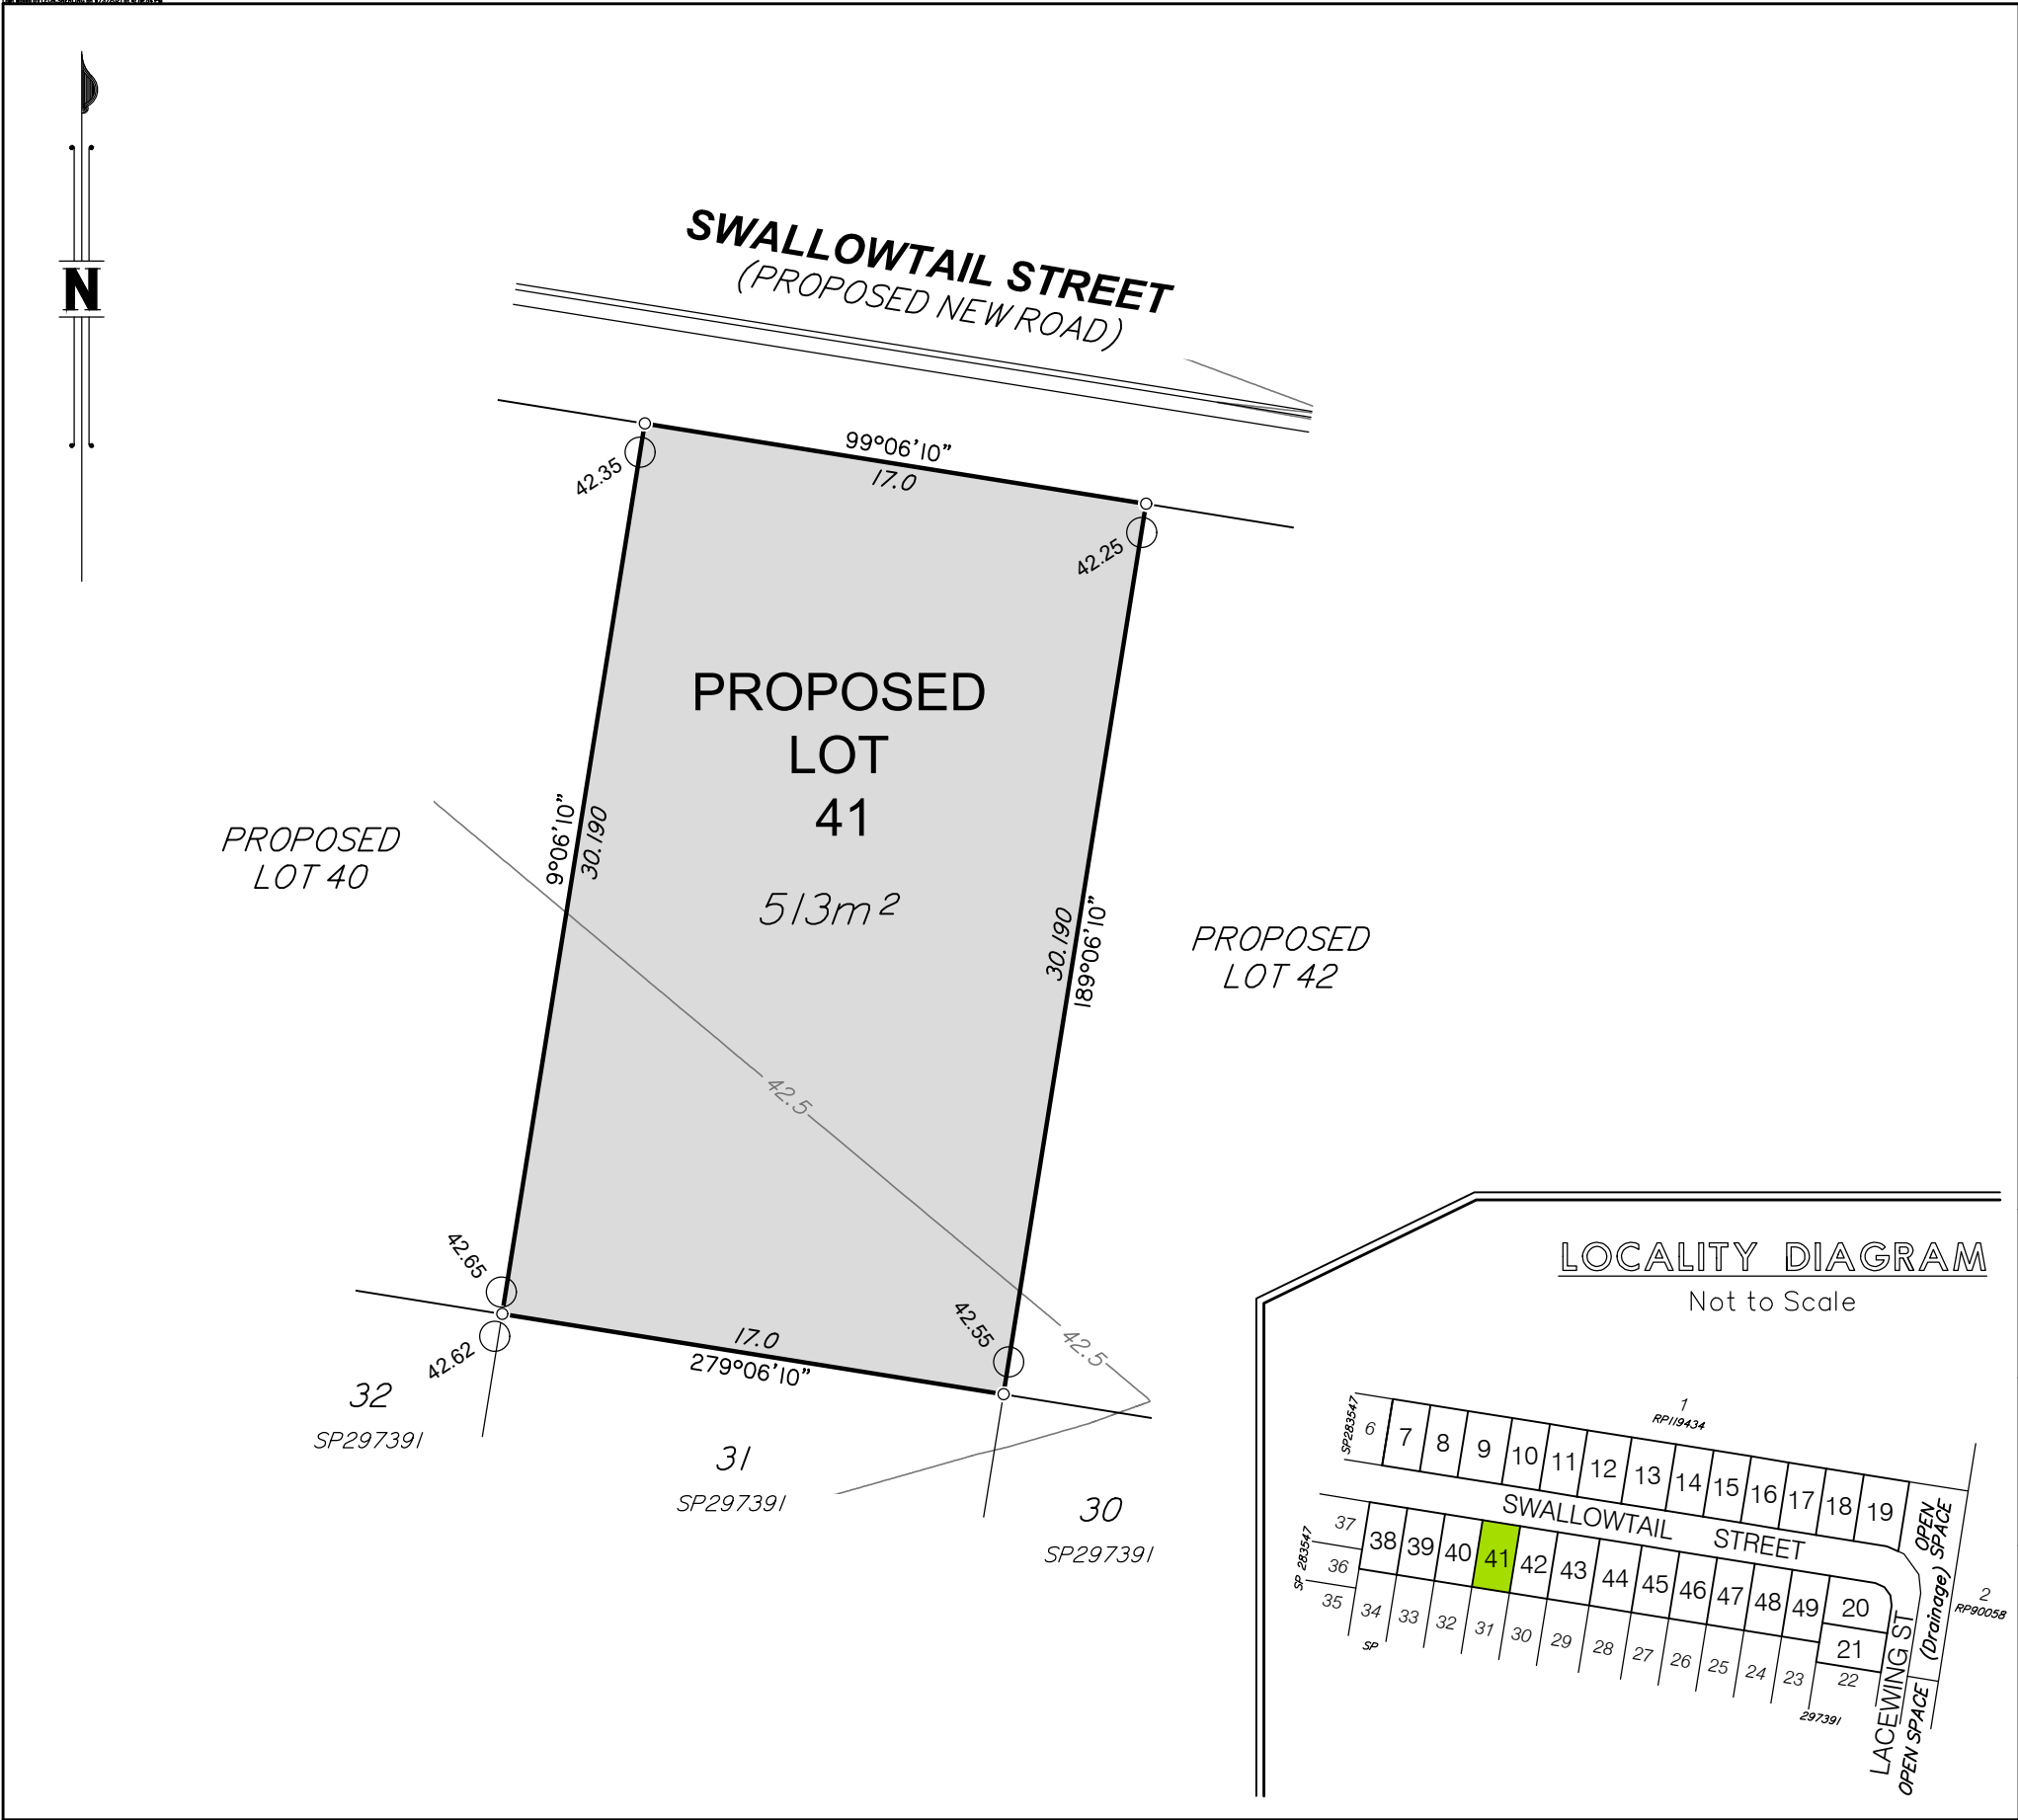 N
SWALLOWTAIL STREET
(PROPOSED NEW ROAD)
99°06'10"
17.0
42.35
42.25
PROPOSED
LOT
41
513m²
9°06'10"
30.190
30.190
189°06'10"
PROPOSED
LOT 40
PROPOSED
LOT 42
42.5
42.65
42.62
42.55
42.5
17.0
279°06'10"
32
SP297391
31
SP297391
30
SP297391
LOCALITY DIAGRAM
Not to Scale
1
RP119434
SP283547
6 7 8 9 10 11 12 13 14 15 16 17 18 19
SWALLOWTAIL STREET
OPEN SPACE
(Drainage)
2
RP90058
SP 283547
37
36
35
38 39 40 41 42 43 44 45 46 47 48 49 20
21
22
34 33 32 31 30 29 28 27 26 25 24 23
SP
297391
LACEWING ST
OPEN SPACE